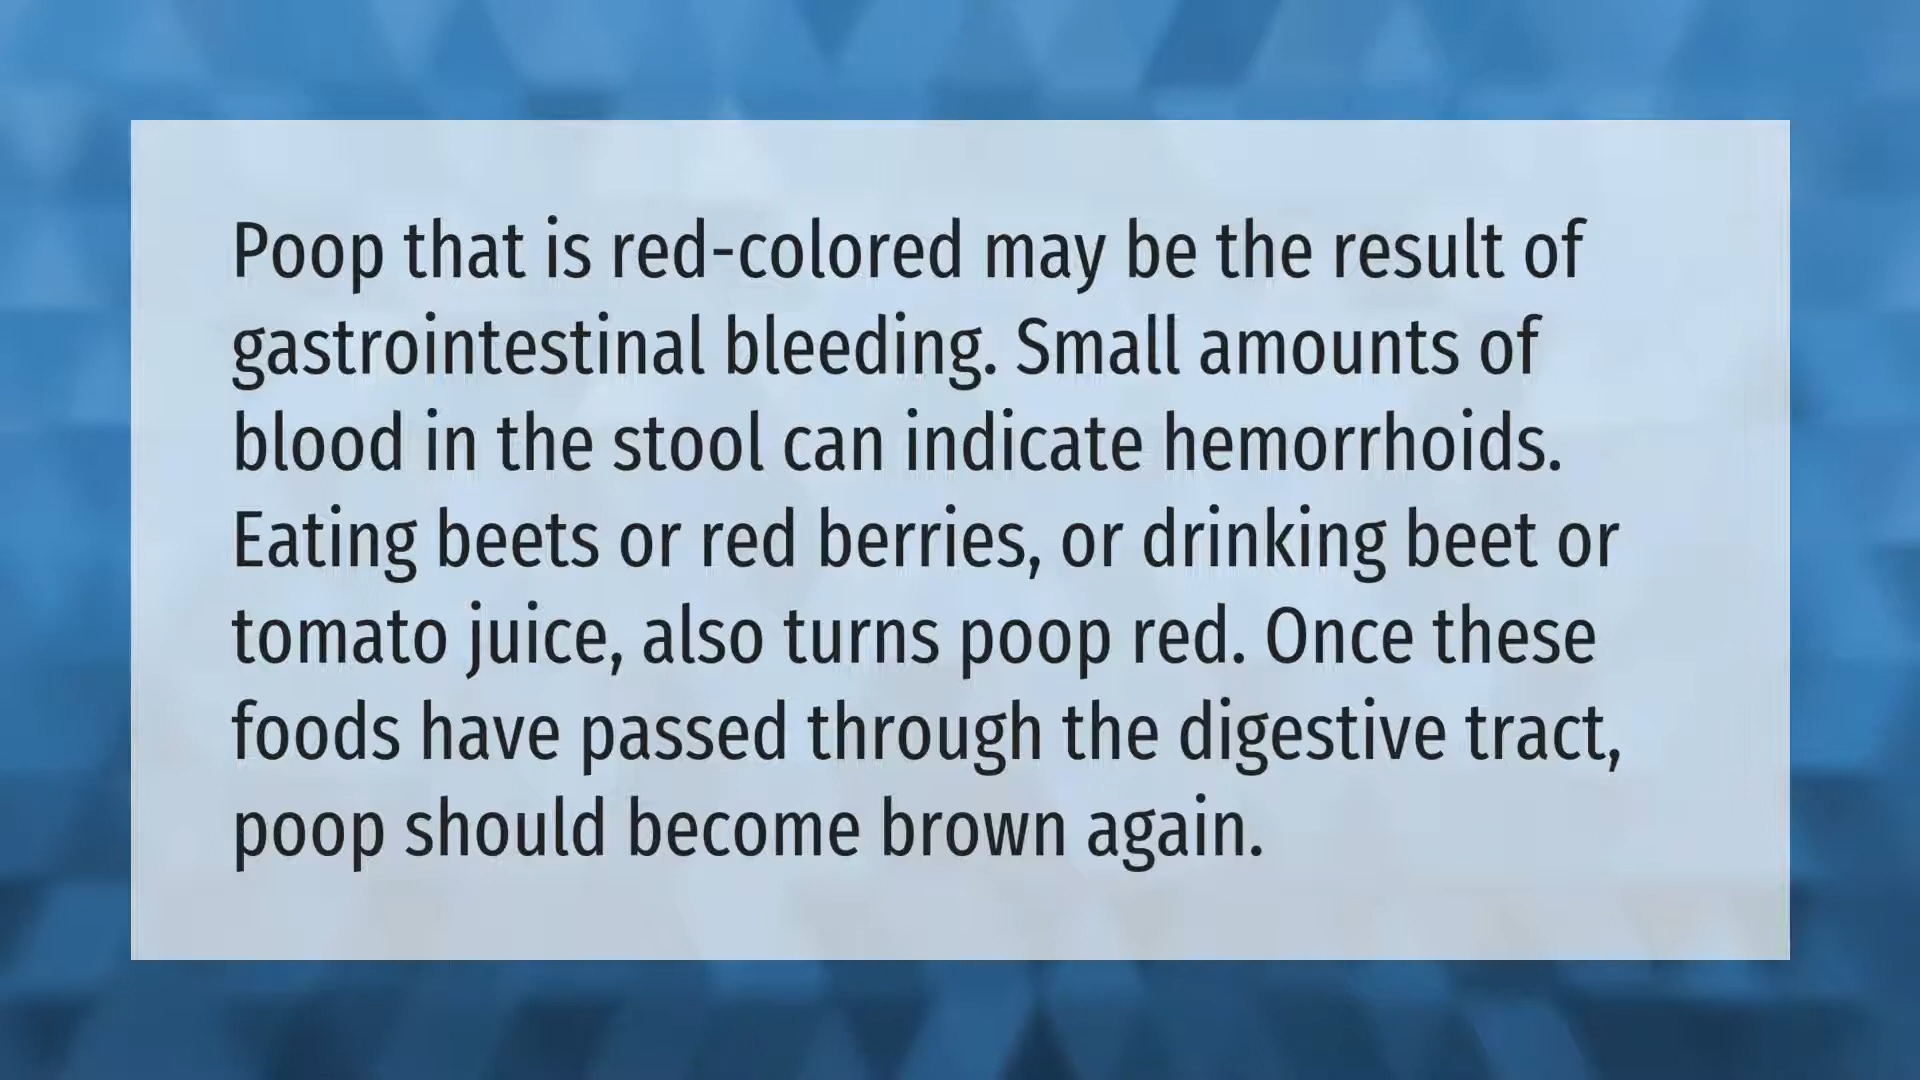 Poop that is red-colored may be the result of
gastrointestinal bleeding. Small amounts of
blood in the stool can indicate hemorrhoids.
Eating beets or red berries, or drinking beet or
tomato juice, also turns poop red. Once these
foods have passed through the digestive tract,
poop should become brown again.